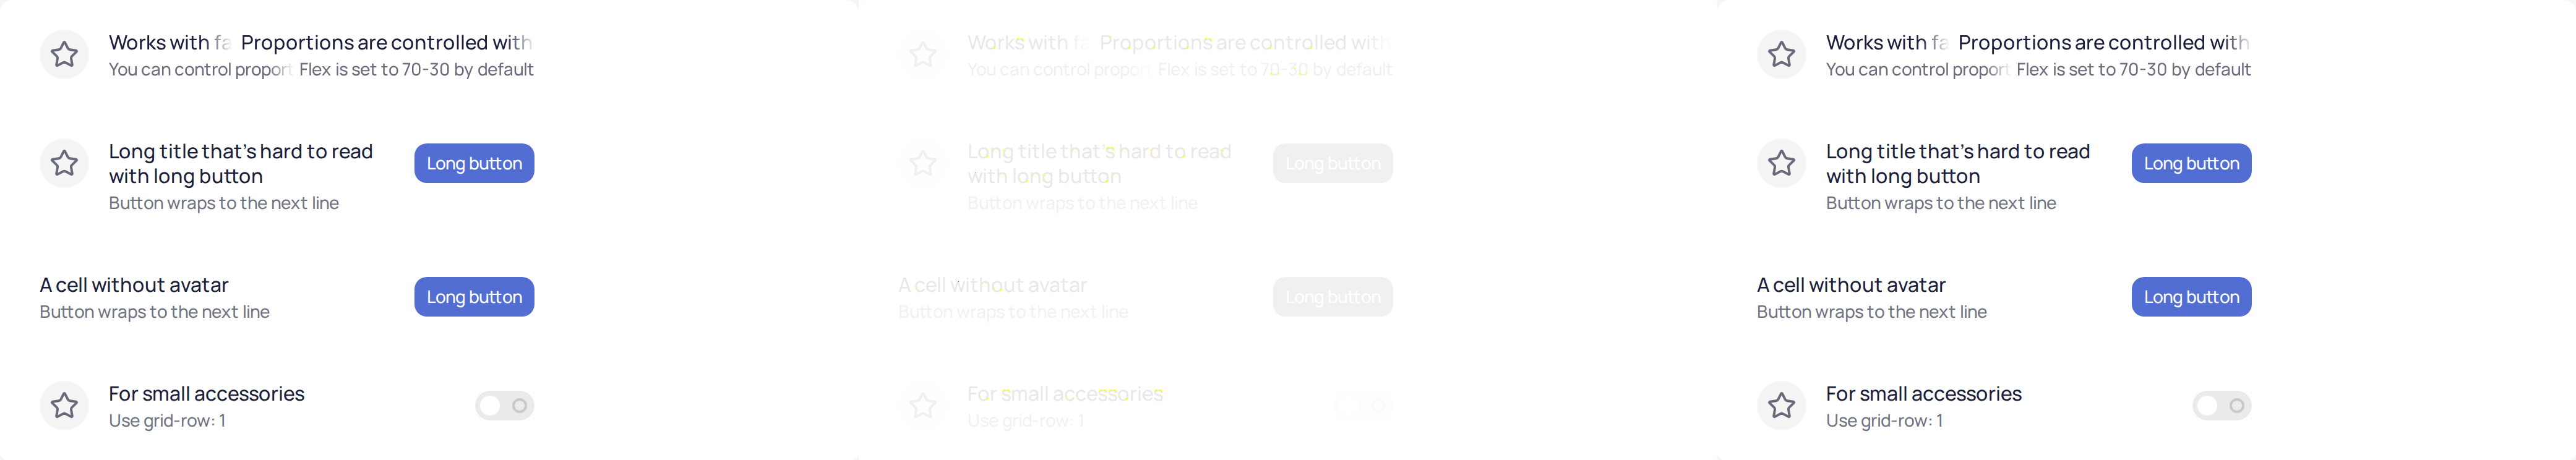 Works with fa Proportions are controlled with
You can control proport Flex is set to 70-30 by default
Long title that's hard to read
with long button
Long button
Button wraps to the next line
A cell without avatar
Long button
Button wraps to the next line
For small accessories
Use grid-row: 1
Works with fa Proportions are controlled with
You can control propor Flex is set to 70-30 by default
Long title that's hard to read
with long button
Long button
Button wraps to the next line
A cell without avatar
Long button
Button wraps to the next line
For small accessories
Use grid-row: 1
Works with fa Proportions are controlled with
You can control proport Flex is set to 70-30 by default
Long title that's hard to read
with long button
Long button
Button wraps to the next line
A cell without avatar
Long button
Button wraps to the next line
For small accessories
Use grid-row: 1